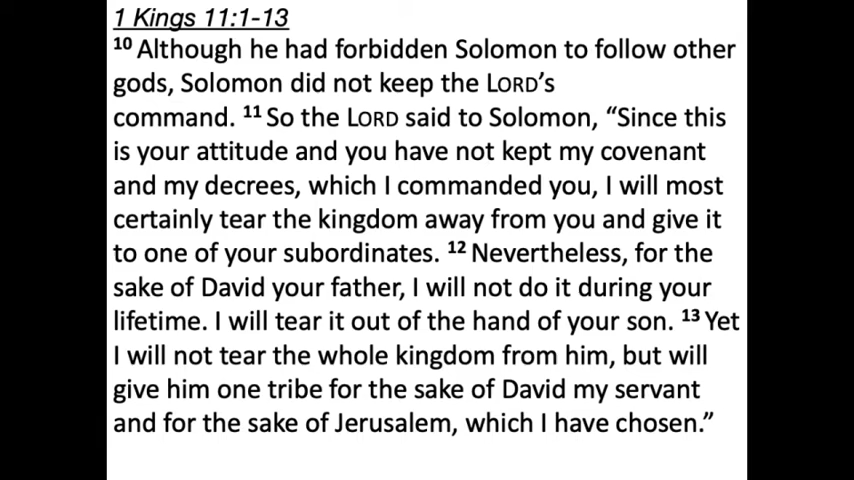 1 Kings 11:1-13
10 Although he had forbidden Solomon to follow other
gods, Solomon did not keep the LORD’s
command. 11 So the LORD said to Solomon, “Since this
is your attitude and you have not kept my covenant
and my decrees, which I commanded you, I will most
certainly tear the kingdom away from you and give it
to one of your subordinates. 12 Nevertheless, for the
sake of David your father, I will not do it during your
lifetime. I will tear it out of the hand of your son. 13 Yet
I will not tear the whole kingdom from him, but will
give him one tribe for the sake of David my servant
and for the sake of Jerusalem, which I have chosen.”